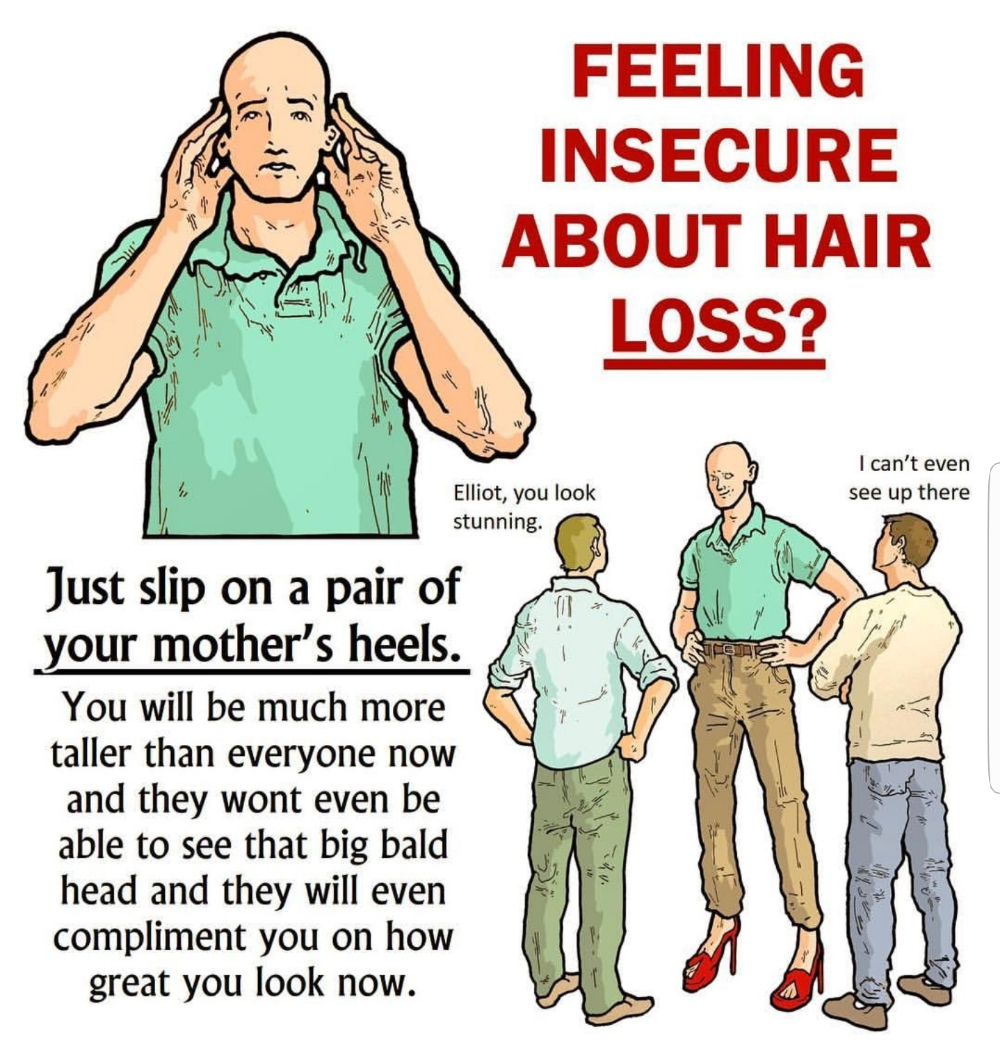 FEELING
INSECURE
ABOUT HAIR
LOSS?
Elliot, you look
stunning.
I can't even
see up there
Just slip on a pair of
your mother's heels.
You will be much more
taller than everyone now
and they wont even be
able to see that big bald
head and they will even
compliment you on how
great you look now.